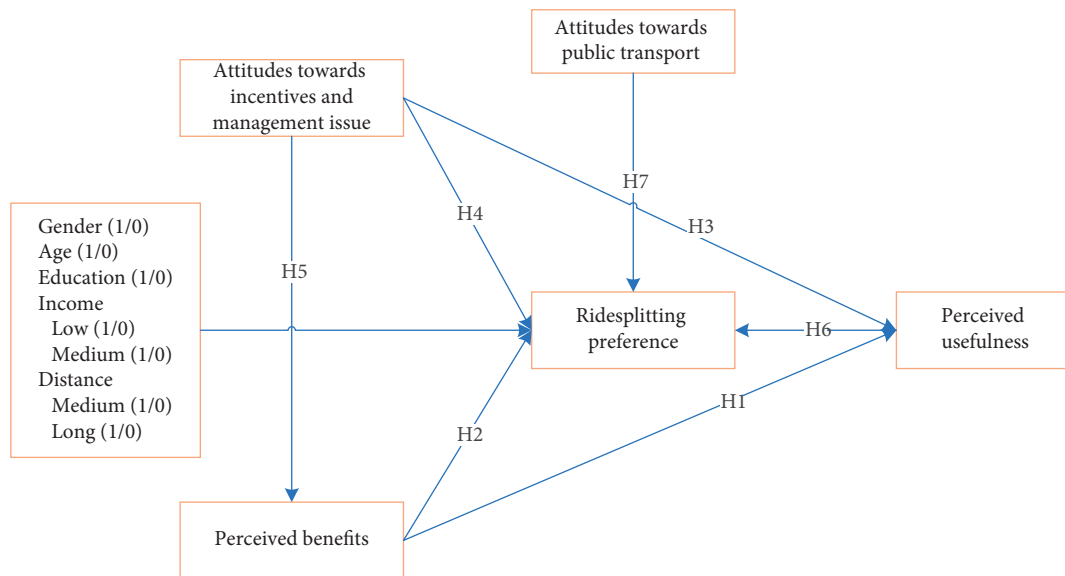 Attitudes towards
public transport
Attitudes towards
incentives and
management issue
H7
H4
H3
Gender (1/0)
Age (1/0)
Education (1/0)
Income
Low (1/0)
Medium (1/0)
Distance
Medium (1/0)
Long (1/0)
H5
Ridesplitting
preference
H6
Perceived
usefulness
H2
H1
Perceived benefits